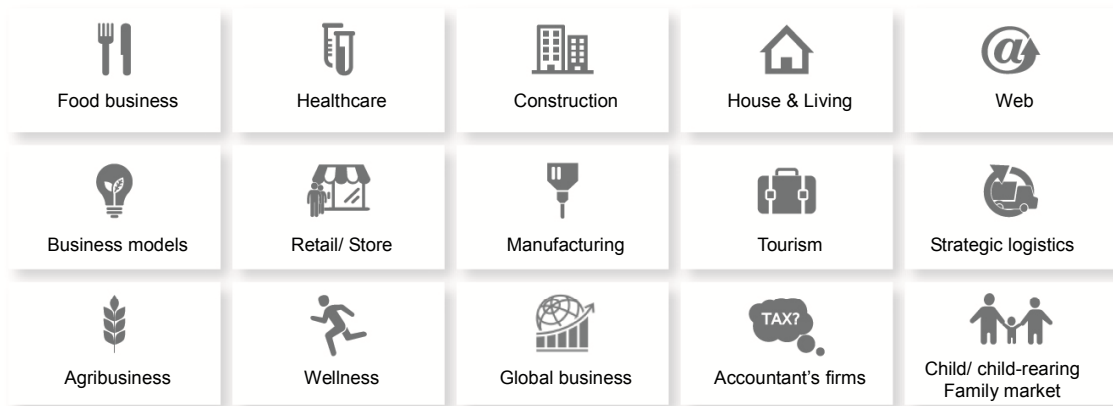 Food business
Healthcare
Construction
House & Living
Web
Business models
Retail/ Store
Manufacturing
Tourism
Strategic logistics
Agribusiness
Wellness
Global business
TAX?
Accountant’s firms
Child/ child-rearing
Family market